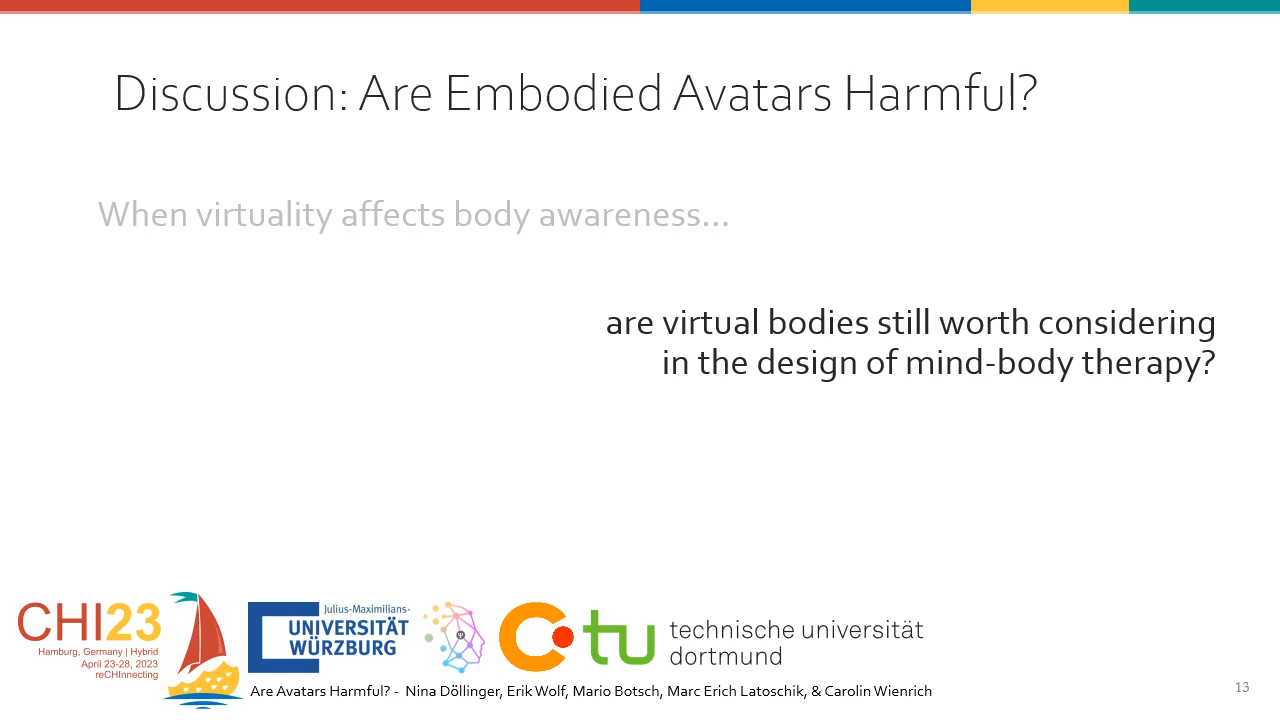 Discussion: Are Embodied Avatars Harmful?
When virtuality affects body awareness...
are virtual bodies still worth considering
in the design of mind-body therapy?
CHI23
Hamburg, Germany | Hybrid
April 23-28, 2023
reCHInnecting
Julius-Maximilians-
UNIVERSITÄT
WÜRZBURG
tu
technische universität
dortmund
Are Avatars Harmful? - Nina Döllinger, Erik Wolf, Mario Botsch, Marc Erich Latoschik, & Carolin Wienrich
13